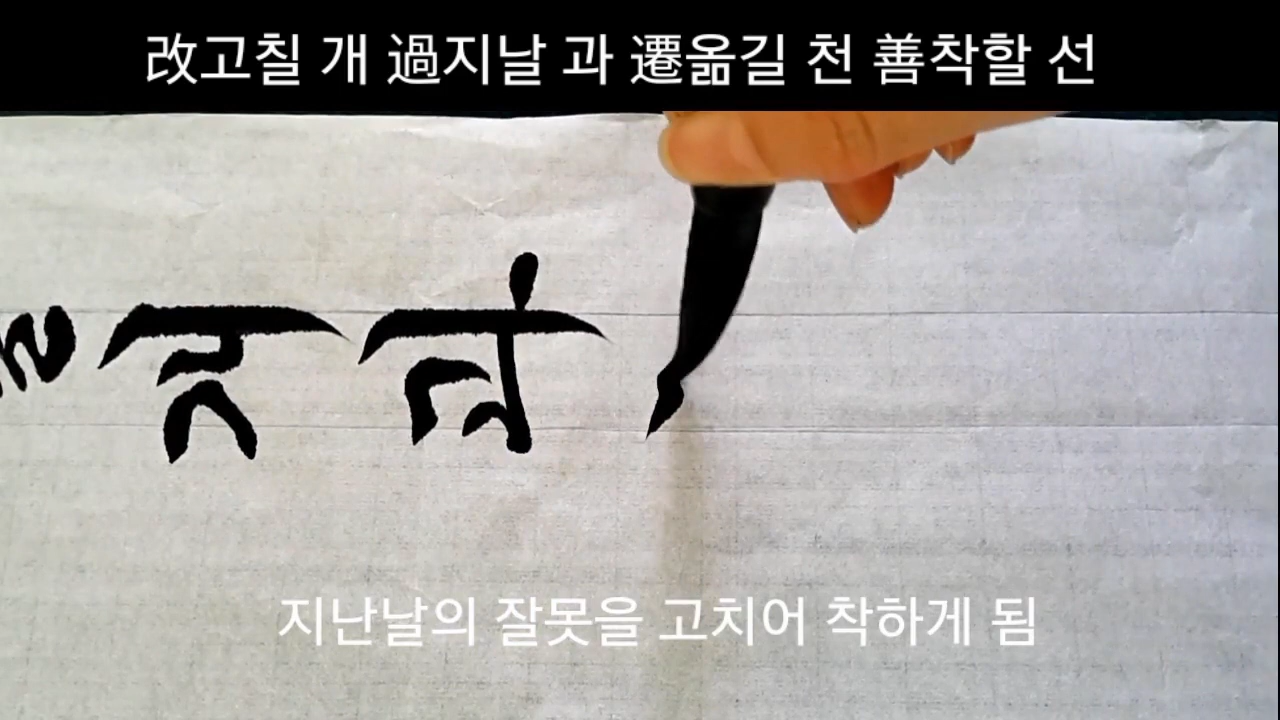 改고칠 개 過지날 과 遷옮길 천 善착할 선
지난날의 잘못을 고치어 착하게 됨